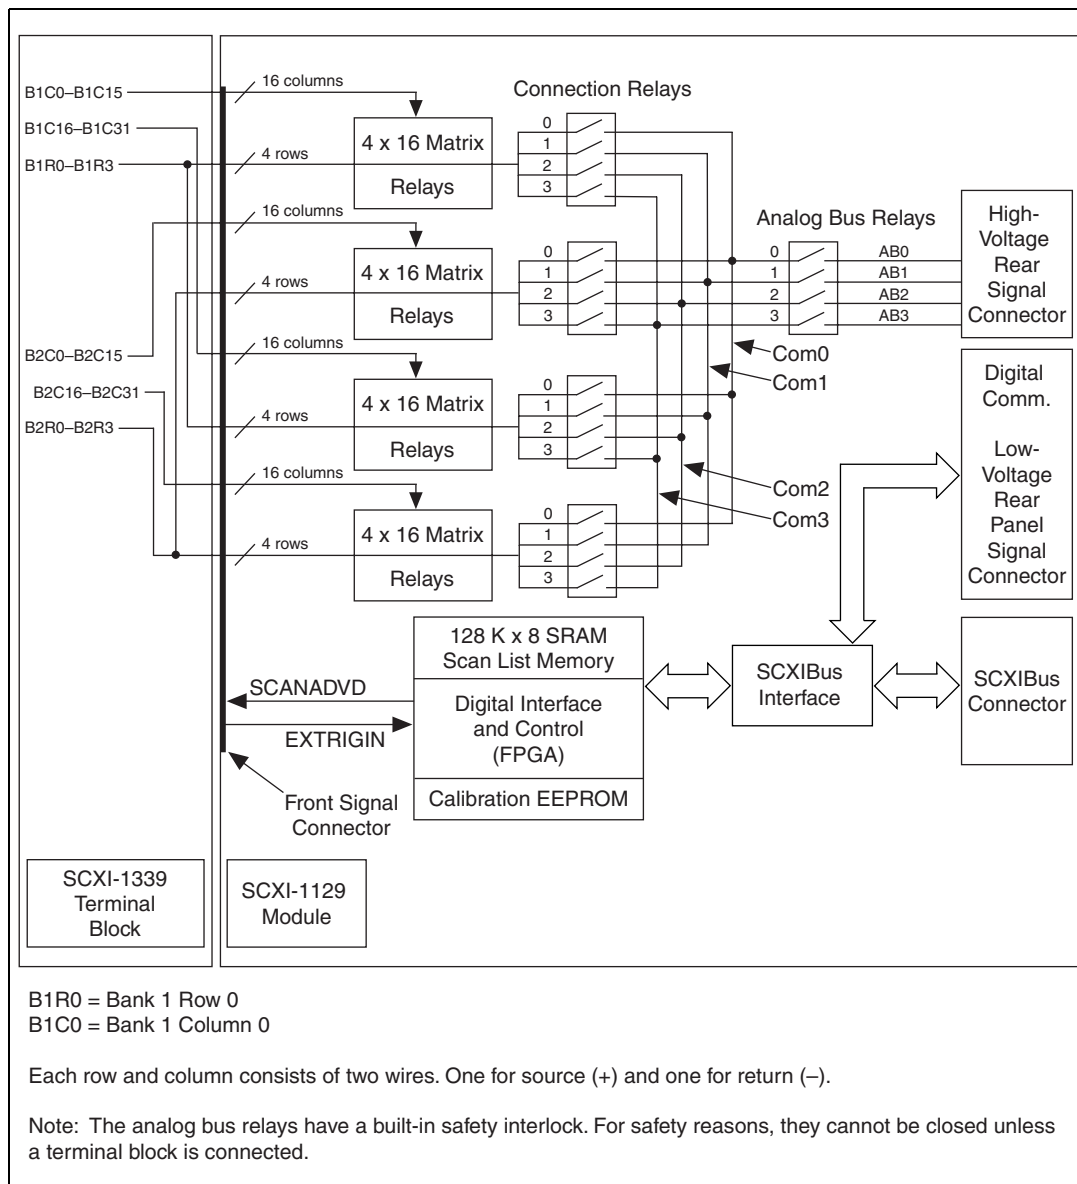 B1C0–B1C15
B1C16–B1C31
B1R0–B1R3
B2C0–B2C15
B2C16–B2C31
B2R0–B2R3
16 columns
4 rows
16 columns
4 rows
16 columns
4 rows
16 columns
4 rows
4 x 16 Matrix
Relays
4 x 16 Matrix
Relays
4 x 16 Matrix
Relays
4 x 16 Matrix
Relays
Connection Relays
0
1
2
3
0
1
2
3
0
1
2
3
0
1
2
3
Analog Bus Relays
0
1
2
3
AB0
AB1
AB2
AB3
High-
Voltage
Rear
Signal
Connector
Com0
Com1
Com2
Com3
Digital
Comm.
Low-
Voltage
Rear
Panel
Signal
Connector
128 K x 8 SRAM
Scan List Memory
Digital Interface
and Control
(FPGA)
Calibration EEPROM
SCANADVD
EXTRIGIN
Front Signal
Connector
SCXIBus
Interface
SCXIBus
Connector
SCXI-1339
Terminal
Block
SCXI-1129
Module
B1R0 = Bank 1 Row 0
B1C0 = Bank 1 Column 0
Each row and column consists of two wires. One for source (+) and one for return (–).
Note: The analog bus relays have a built-in safety interlock. For safety reasons, they cannot be closed unless
a terminal block is connected.